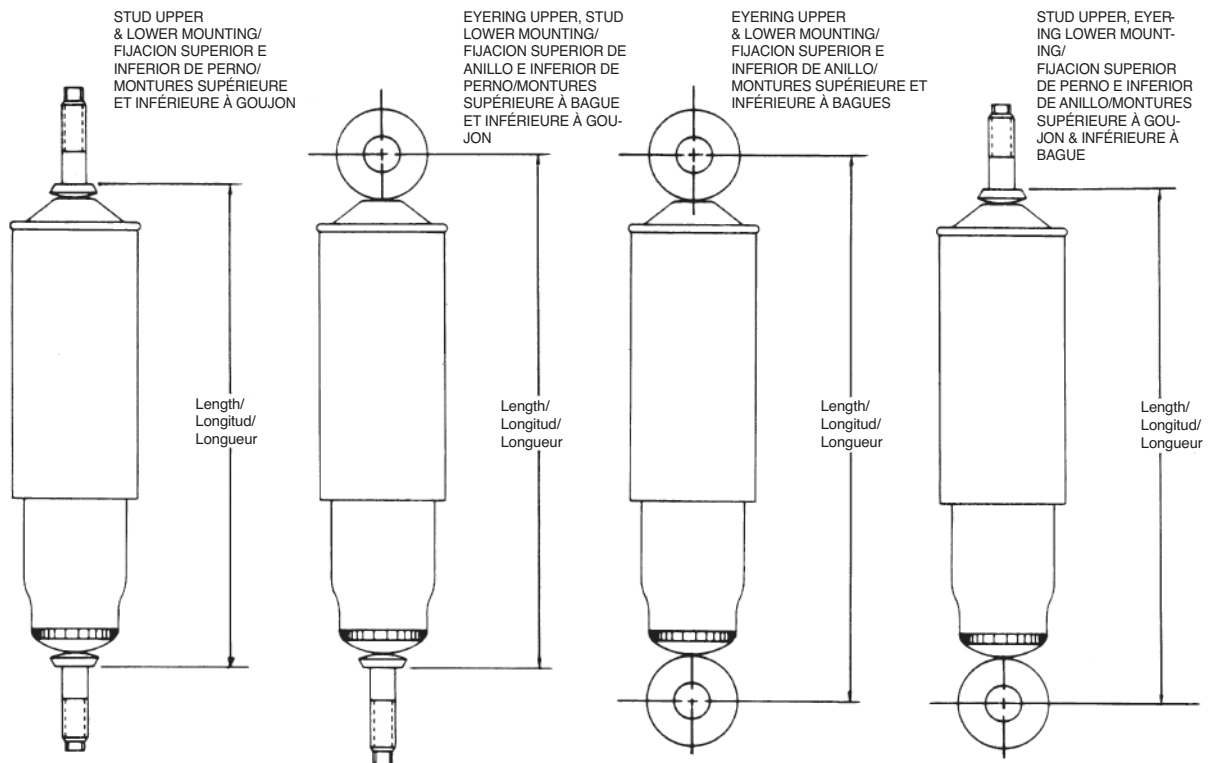 STUD UPPER
& LOWER MOUNTING/
FIJACION SUPERIOR E
INFERIOR DE PERNO/
MONTURES SUPÉRIEURE
ET INFÉRIEURE À GOUJON
EYERING UPPER, STUD
LOWER MOUNTING/
FIJACION SUPERIOR DE
ANILLO E INFERIOR DE
PERNO/MONTURES
SUPÉRIEURE À BAGUE
ET INFÉRIEURE À GOU-
JON
EYERING UPPER
& LOWER MOUNTING/
FIJACION SUPERIOR E
INFERIOR DE ANILLO/
MONTURES SUPÉRIEURE ET
INFÉRIEURE À BAGUES
STUD UPPER, EYER-
ING LOWER MOUNT-
ING/
FIJACION SUPERIOR
DE PERNO E INFERIOR
DE ANILLO/MONTURES
SUPÉRIEURE À GOU-
JON & INFÉRIEURE À
BAGUE
Length/
Longitud/
Longueur
Length/
Longitud/
Longueur
Length/
Longitud/
Longueur
Length/
Longitud/
Longueur